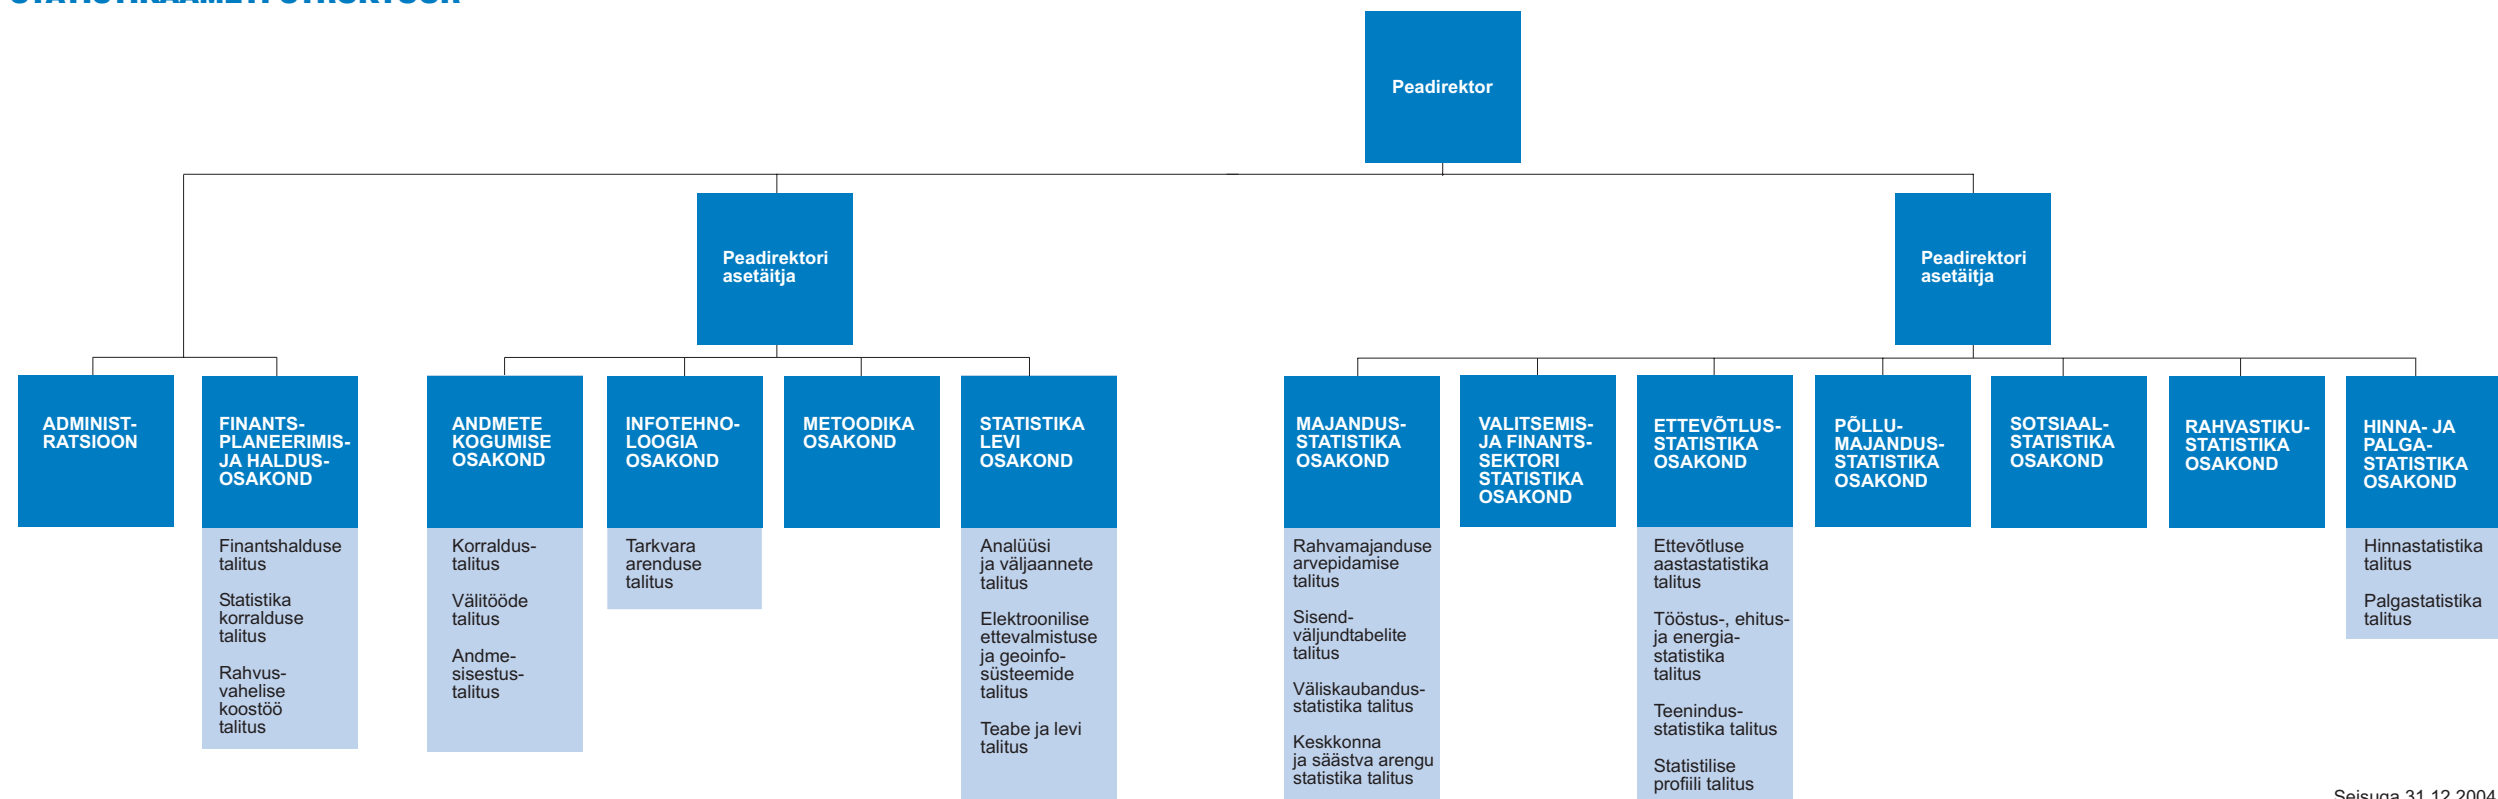 STATISTIKAAMETI STRUKTUUR
Peadirektor
Peadirektori
asetäitja
Peadirektori
asetäitja
ADMINIST-
RATSIOON
FINANTS-
PLANEERIMIS-
JA HALDUS-
OSAKOND
ANDMETE
KOGUMISE
OSAKOND
INFOTEHNO-
LOOGIA
OSAKOND
METOODIKA
OSAKOND
STATISTIKA
LEVI
OSAKOND
MAJANDUS-
STATISTIKA
OSAKOND
VALITSEMIS-
JA FINANTS-
SEKTORI
STATISTIKA
OSAKOND
ETTEVÕTLUS-
STATISTIKA
OSAKOND
PÕLLU-
MAJANDUS-
STATISTIKA
OSAKOND
SOTSIAAL-
STATISTIKA
OSAKOND
RAHVASTIKU-
STATISTIKA
OSAKOND
HINNA- JA
PALGA-
STATISTIKA
OSAKOND
Finantshalduse
talitus
Statistika
korralduse
talitus
Rahvus-
vahelise
koostöö
talitus
Korraldus-
talitus
Välitööde
talitus
Andme-
sisestus-
talitus
Tarkvara
arenduse
talitus
Analüüsi
ja väljaannete
talitus
Elektroonilise
ettevalmistuse
ja geoinfo-
süsteemide
talitus
Teabe ja levi
talitus
Rahvamajanduse
arvepidamise
talitus
Sisend-
väljundtabelite
talitus
Väliskaubandus-
statistika talitus
Keskkonna
ja säästva arengu
statistika talitus
Ettevõtluse
aastastatistika
talitus
Tööstus-, ehitus-
ja energia-
statistika
talitus
Teenindus-
statistika talitus
Statistilise
profiili talitus
Hinnastatistika
talitus
Palgastatistika
talitus
Seisuga 31.12.2004